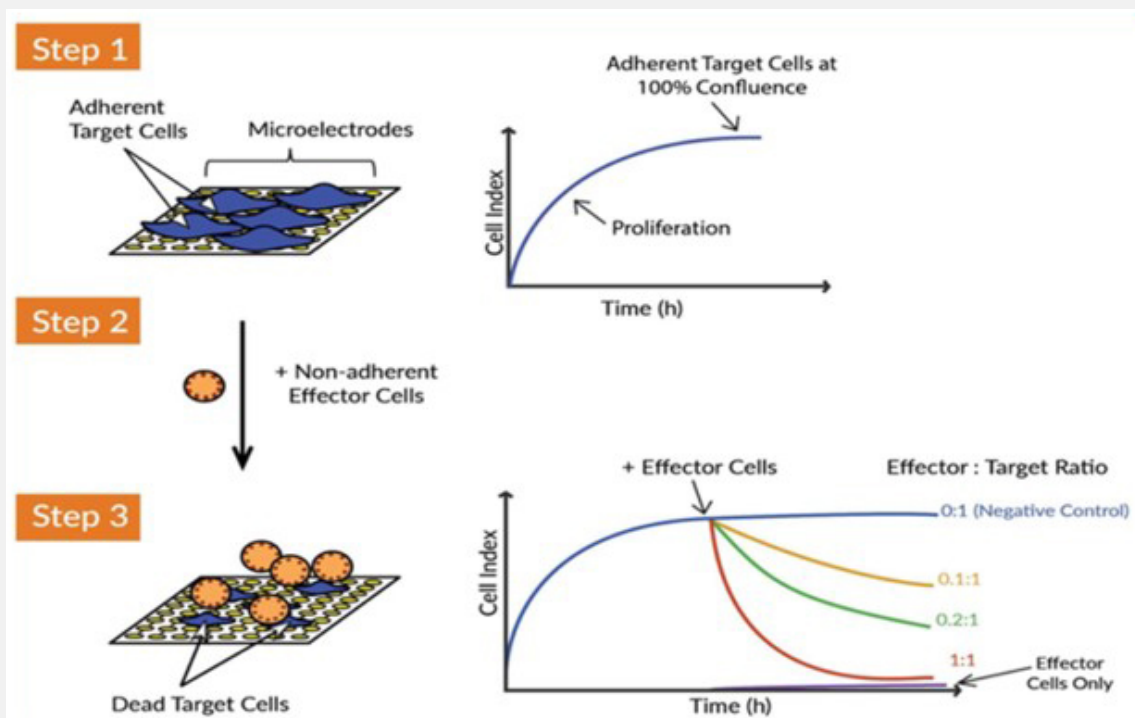 Step 1
Adherent
Target Cells
Microelectrodes
Adherent Target Cells at
100% Confluence
Cell Index
Proliferation
Time (h)
Step 2
+ Non-adherent
Effector Cells
Step 3
Dead Target Cells
+ Effector Cells
Effector : Target Ratio
0:1 (Negative Control)
Cell Index
0.1:1
0.2:1
1:1
Effector
Cells Only
Time (h)